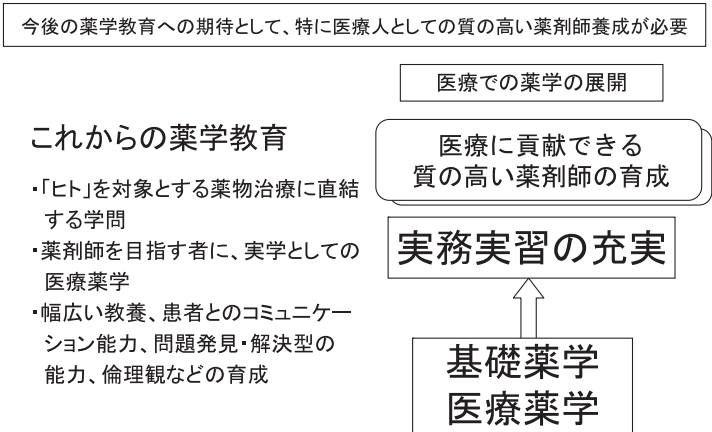 今後の薬学教育への期待として、特に医療人としての質の高い薬剤師養成が必要
医療での薬学の展開
これからの薬学教育
・「ヒト」を対象とする薬物治療に直結
する学問
・薬剤師を目指す者に、実学としての
医療薬学
・幅広い教養、患者とのコミュニケー
ション能力、問題発見・解決型の
能力、倫理観などの育成
医療に貢献できる
質の高い薬剤師の育成
実務実習の充実
基礎薬学
医療薬学